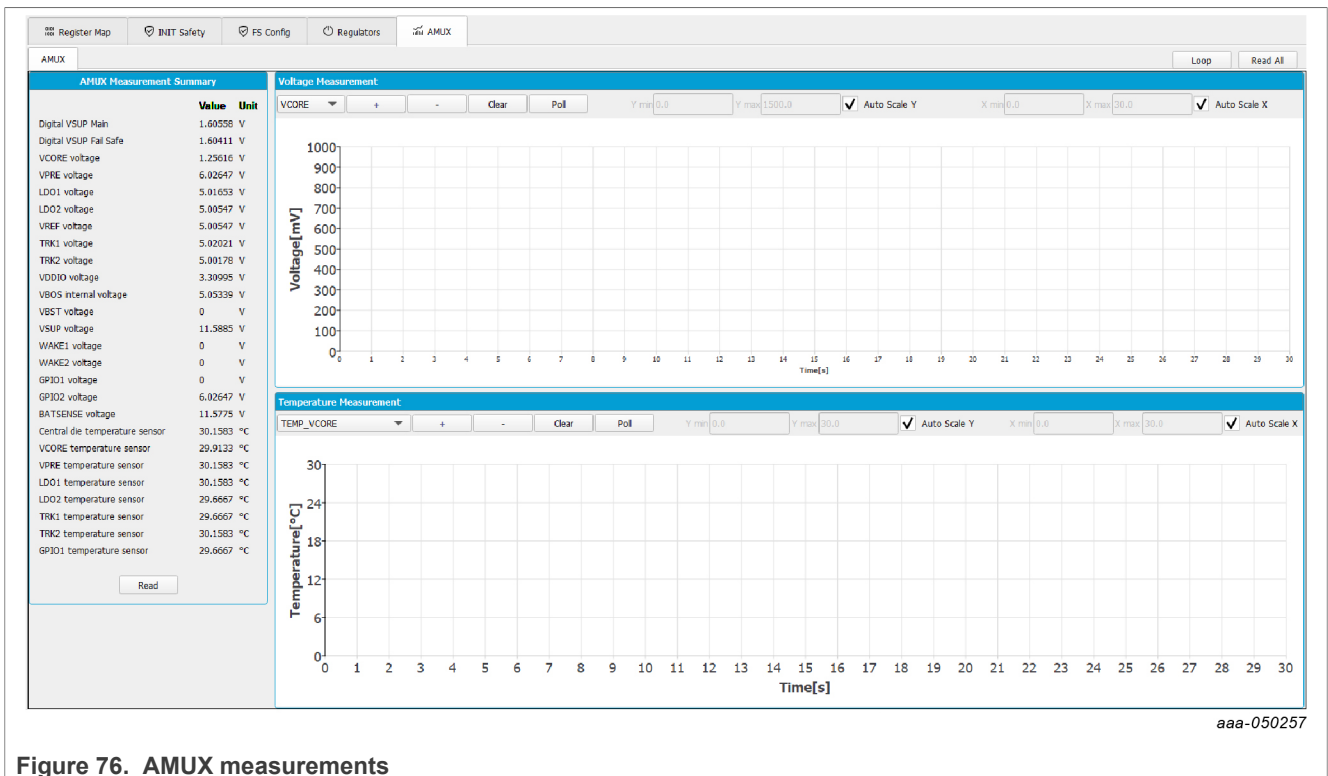 Register Map INIT Safety FS Config Regulators AMUX
AMUX Loop Read All
AMUX Measurement Summary
Value Unit
Digital VSUP Main 1.60558 V
Digital VSUP Fail Safe 1.60411 V
VCORE voltage 1.25616 V
VPRE voltage 6.02647 V
LDO1 voltage 5.01653 V
LDO2 voltage 5.00547 V
VREF voltage 5.00547 V
TRK1 voltage 5.02021 V
TRK2 voltage 5.00178 V
VDDIO voltage 3.30995 V
VBOS internal voltage 5.05339 V
VBST voltage 0 V
VSUP voltage 11.5885 V
WAKE1 voltage 0 V
WAKE2 voltage 0 V
GPIO1 voltage 0 V
GPIO2 voltage 6.02647 V
BATSENSE voltage 11.5775 V
Central die temperature sensor 30.1583 °C
VCORE temperature sensor 29.9133 °C
VPRE temperature sensor 30.1583 °C
LDO1 temperature sensor 30.1583 °C
LDO2 temperature sensor 29.6667 °C
TRK1 temperature sensor 29.6667 °C
TRK2 temperature sensor 30.1583 °C
GPIO1 temperature sensor 29.6667 °C
Read
Voltage Measurement
VCORE + - Clear Poll Y min 0.0 Y max 1500.0 Auto Scale Y X min 0.0 X max 30.0 Auto Scale X
Voltage[mV]
1000
900
800
700
600
500
400
300
200
100
0
0 1 2 3 4 5 6 7 8 9 10 11 12 13 14 15 16 17 18 19 20 21 22 23 24 25 26 27 28 29 30
Time[s]
Temperature Measurement
TEMP_VCORE + - Clear Poll Y min 0.0 Y max 30.0 Auto Scale Y X min 0.0 X max 30.0 Auto Scale X
Temperature[°C]
30
24
18
12
6
0
0 1 2 3 4 5 6 7 8 9 10 11 12 13 14 15 16 17 18 19 20 21 22 23 24 25 26 27 28 29 30
Time[s]
aaa-050257
Figure 76. AMUX measurements